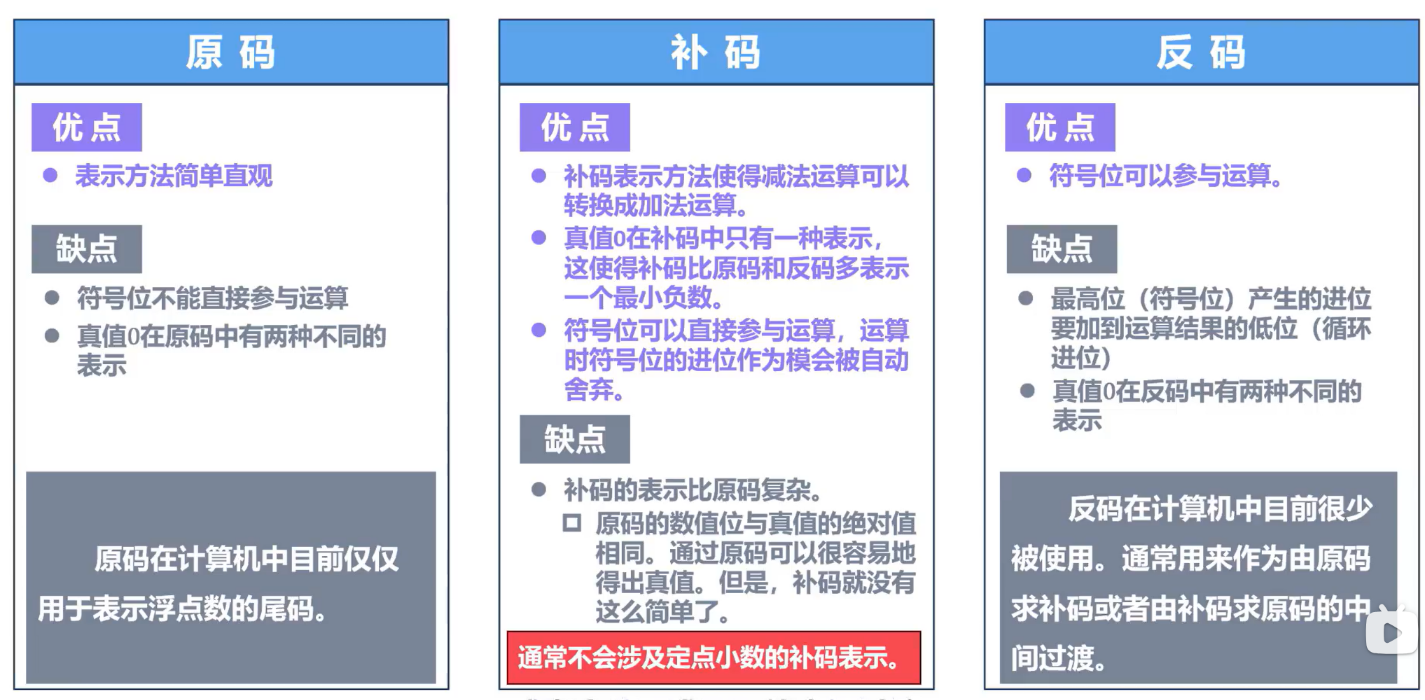 原 码
优 点
表示方法简单直观
缺点
符号位不能直接参与运算
真值0在原码中有两种不同的
表示
原码在计算机中目前仅仅
用于表示浮点数的尾码。
补 码
优 点
补码表示方法使得减法运算可以
转换成加法运算。
真值0在补码中只有一种表示，
这使得补码比原码和反码多表示
一个最小负数。
符号位可以直接参与运算，运算
时符号位的进位作为模会被自动
舍弃。
缺点
补码的表示比原码复杂。
原码的数值位与真值的绝对值
相同。通过原码可以很容易地
得出真值。但是，补码就没有
这么简单了。
通常不会涉及定点小数的补码表示。
反 码
优 点
符号位可以参与运算。
缺点
最高位（符号位）产生的进位
要加到运算结果的低位（循环
进位）
真值0在反码中有两种不同的
表示
反码在计算机中目前很少
被使用。通常用来作为由原码
求补码或者由补码求原码的中
间过渡。